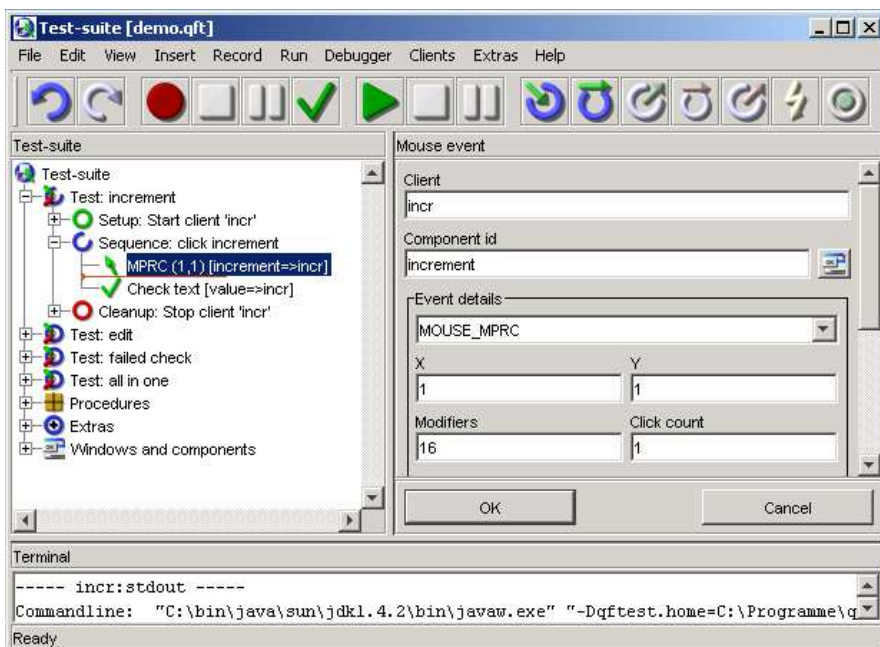 Test-suite [demo.qft]
File Edit View Insert Record Run Debugger Clients Extras Help
Test-suite
Test-suite
Test: increment
Setup: Start client 'incr'
Sequence: click increment
MPRC (1,1) [increment=>incr]
Check text [value=>incr]
Cleanup: Stop client 'incr'
Test: edit
Test: failed check
Test: all in one
Procedures
Extras
Windows and components
Mouse event
Client
incr
Component id
increment
Event details
MOUSE_MPRC
X Y
1 1
Modifiers Click count
16 1
OK Cancel
Terminal
----- incr:stdout -----
Commandline: "C:\bin\java\sun\jdk1.4.2\bin\javaw.exe" "-Dqftest.home=C:\Programme\q
Ready